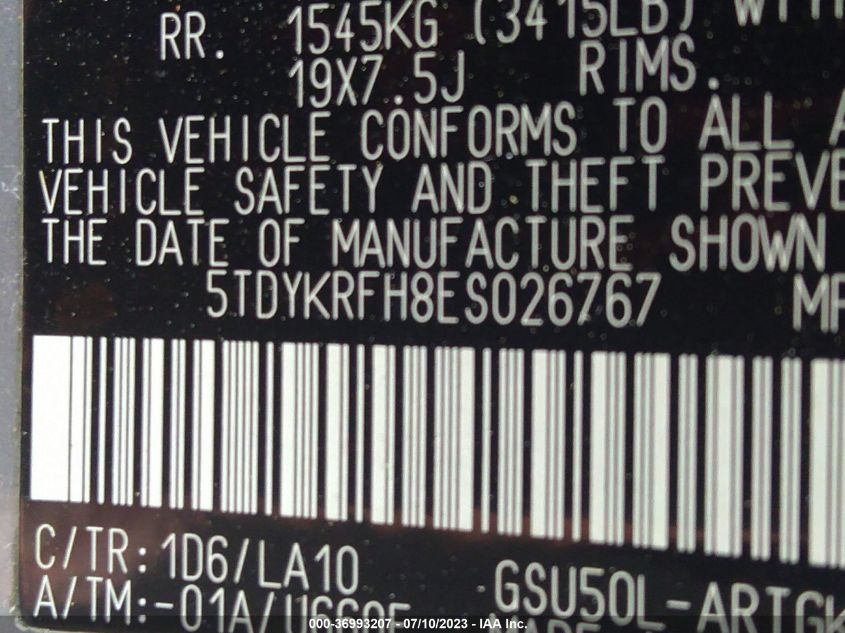 RR. 1545KG (3415LB) WITH
19X7.5J RIMS.
THIS VEHICLE CONFORMS TO ALL A
VEHICLE SAFETY AND THEFT PREVE
THE DATE OF MANUFACTURE SHOWN
5TDYKRFH8ES026767 MP
C/TR:1D6/LA10
A/TM:-01A/U660E GSU50L-ARTGK
000-36993207 - 07/10/2023 - IAA Inc.